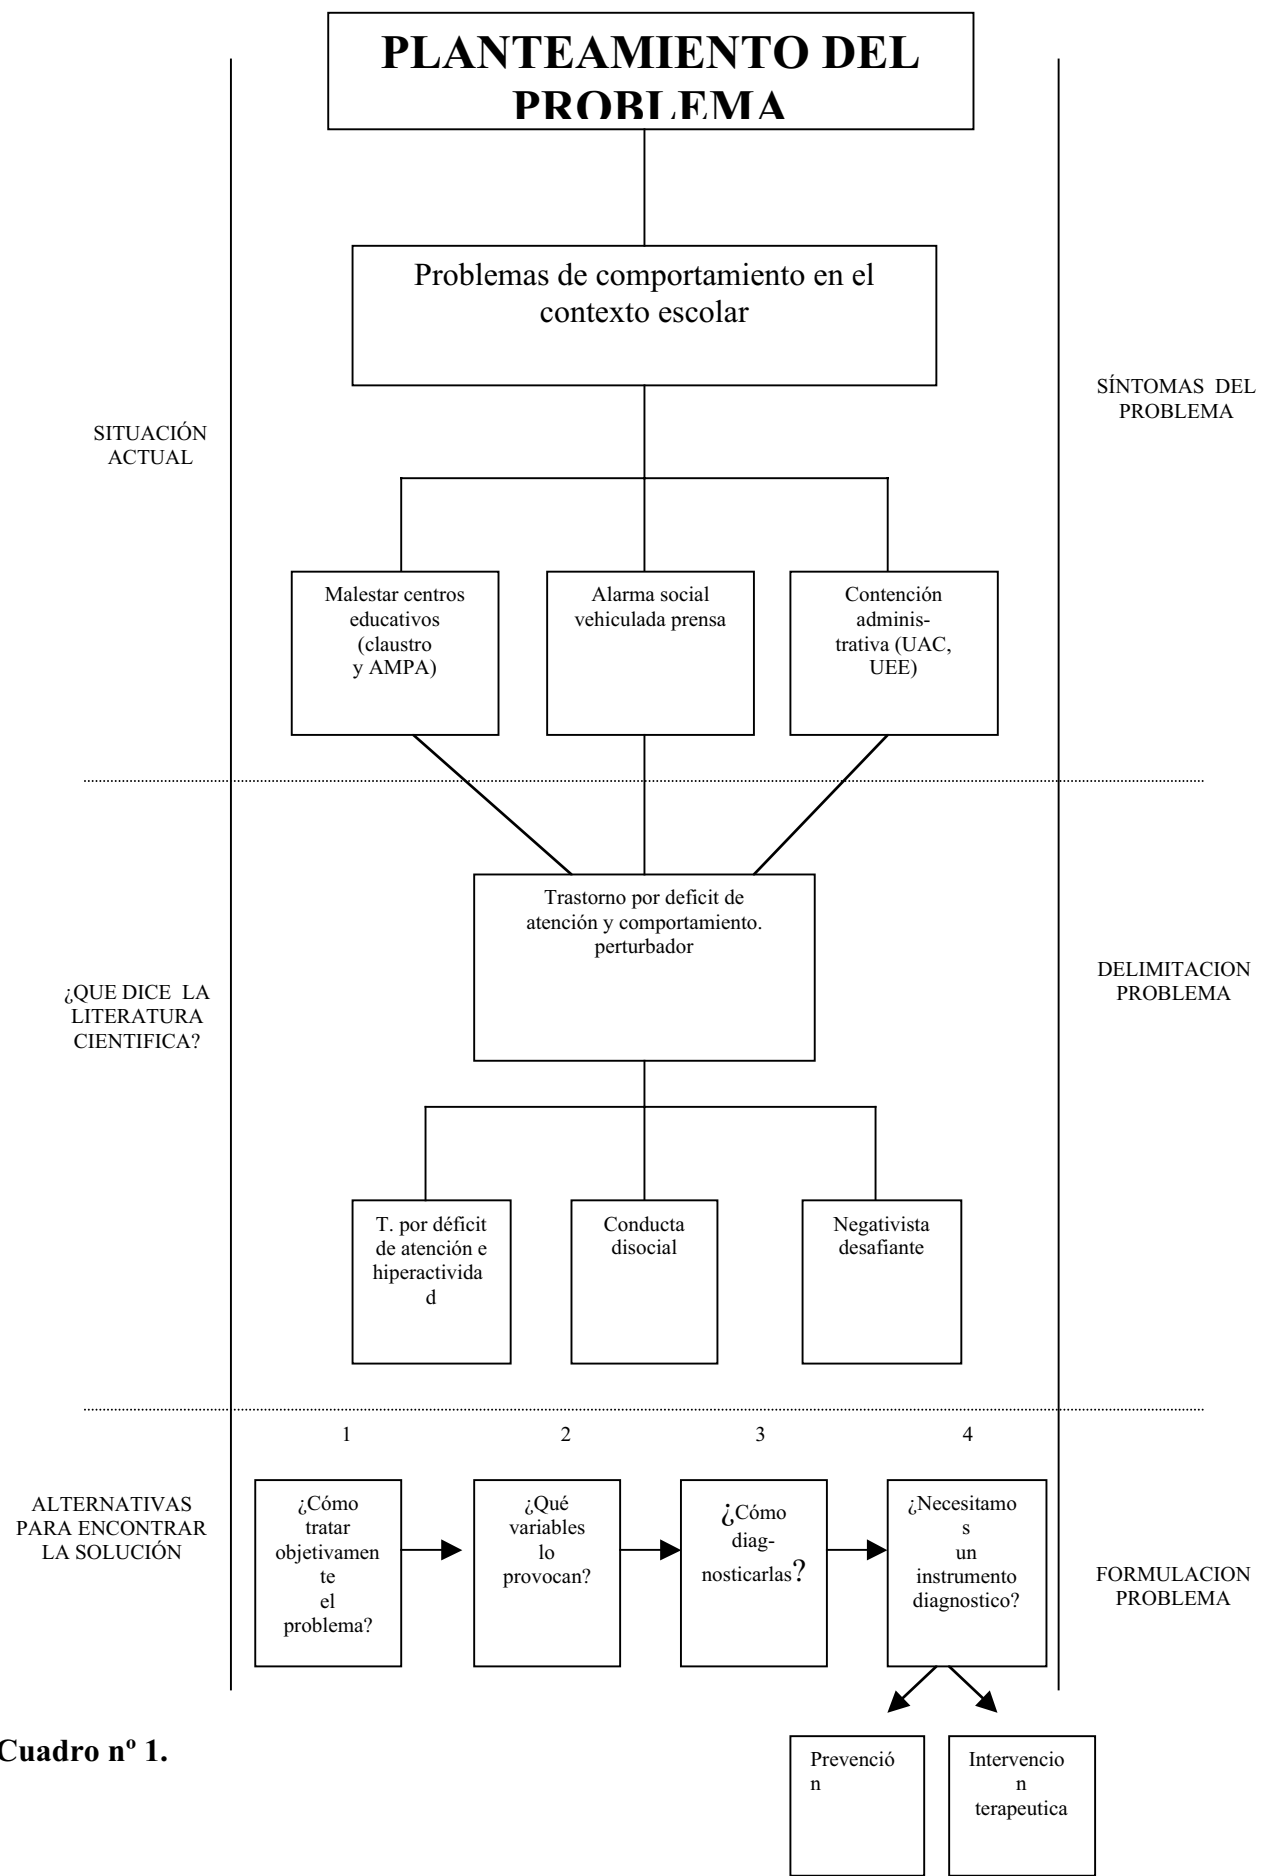 PLANTEAMIENTO DEL
PROBLEMA
Problemas de comportamiento en el
contexto escolar
SÍNTOMAS DEL
PROBLEMA
SITUACIÓN
ACTUAL
Malestar centros
educativos
(claustro
y AMPA)
Alarma social
vehiculada prensa
Contención
adminis-
trativa (UAC,
UEE)
Trastorno por deficit de
atención y comportamiento.
perturbador
¿QUE DICE LA
LITERATURA
CIENTIFICA?
DELIMITACION
PROBLEMA
T. por déficit
de atención e
hiperactivida
d
Conducta
disocial
Negativista
desafiante
1
2
3
4
ALTERNATIVAS
PARA ENCONTRAR
LA SOLUCIÓN
¿Cómo
tratar
objetivamen
te
el
problema?
¿Qué
variables
lo
provocan?
¿Cómo
diag-
nosticarlas?
¿Necesitamo
s
un
instrumento
diagnostico?
FORMULACION
PROBLEMA
Cuadro nº 1.
Prevenció
n
Intervencio
n
terapeutica